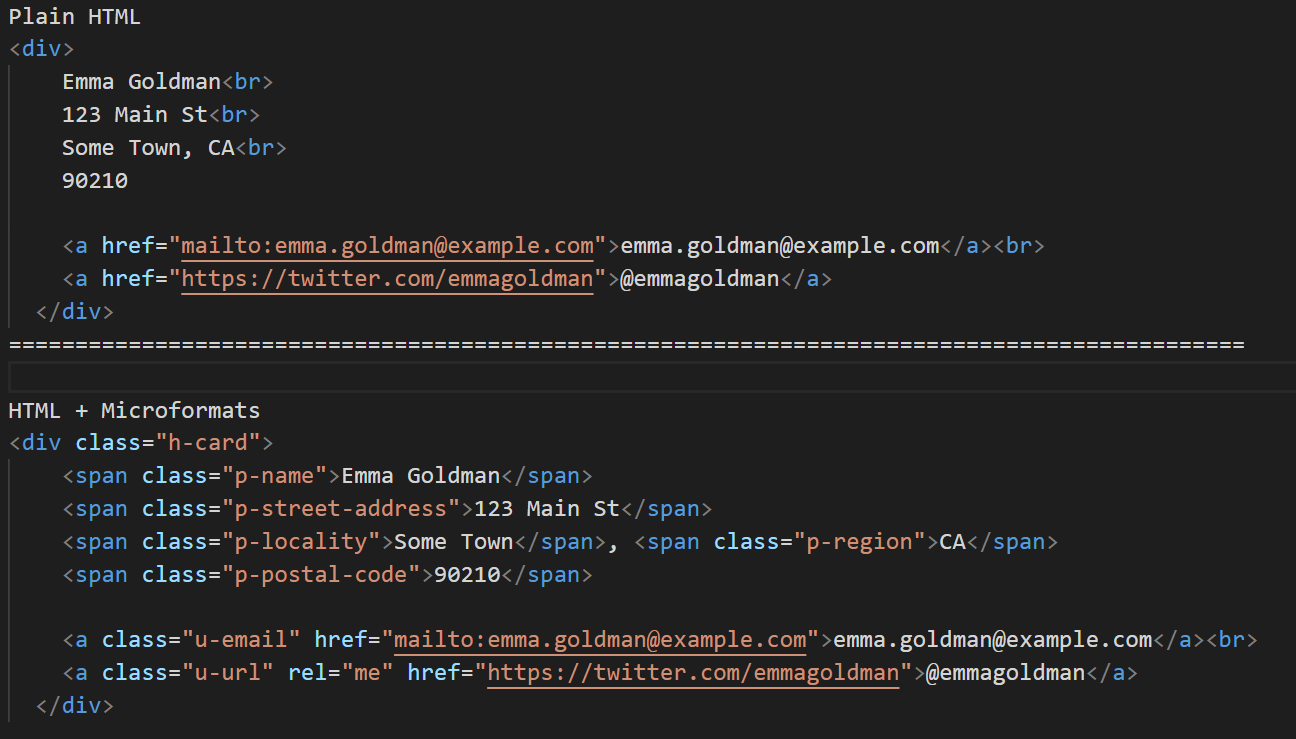 Plain HTML
<div>
    Emma Goldman<br>
    123 Main St<br>
    Some Town, CA<br>
    90210

    <a href="mailto:emma.goldman@example.com">emma.goldman@example.com</a><br>
    <a href="https://twitter.com/emmagoldman">@emmagoldman</a>
  </div>
=============================================================================================

HTML + Microformats
<div class="h-card">
    <span class="p-name">Emma Goldman</span>
    <span class="p-street-address">123 Main St</span>
    <span class="p-locality">Some Town</span>, <span class="p-region">CA</span>
    <span class="p-postal-code">90210</span>

    <a class="u-email" href="mailto:emma.goldman@example.com">emma.goldman@example.com</a><br>
    <a class="u-url" rel="me" href="https://twitter.com/emmagoldman">@emmagoldman</a>
  </div>